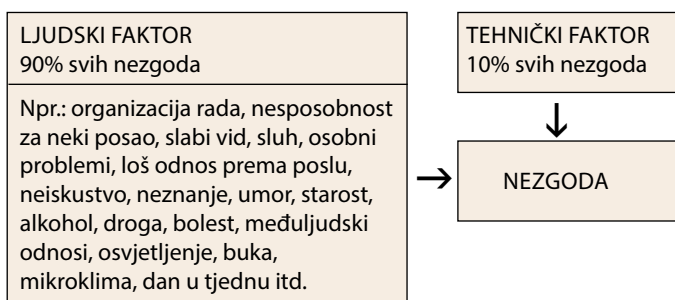 LJUDSKI FAKTOR
90% svih nezgoda
Npr.: organizacija rada, nesposobnost
za neki posao, slabi vid, sluh, osobni
problemi, loš odnos prema poslu,
neiskustvo, neznanje, umor, starost,
alkohol, droga, bolest, međuljudski
odnosi, osvjetljenje, buka,
mikroklima, dan u tjednu itd.
TEHNIČKI FAKTOR
10% svih nezgoda
NEZGODA